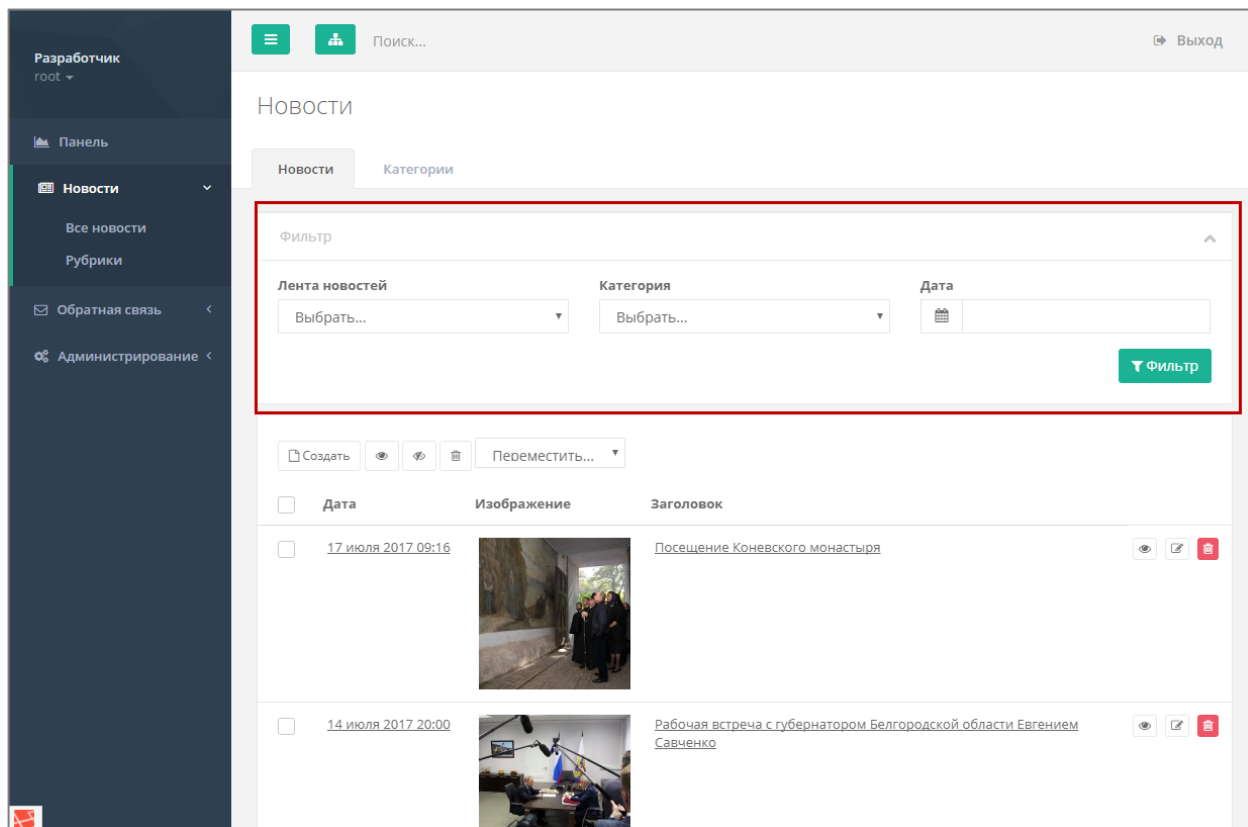 Разработчик
root
Панель
Новости
Все новости
Рубрики
Обратная связь
Администрирование
Поиск...
Выход
Новости
Новости Категории
Фильтр
Лента новостей Категория Дата
Выбрать... Выбрать...
Фильтр
Создать Переместить...
Дата Изображение Заголовок
17 июля 2017 09:16 Посещение Коневского монастыря
14 июля 2017 20:00 Рабочая встреча с губернатором Белгородской области Евгением
Савченко